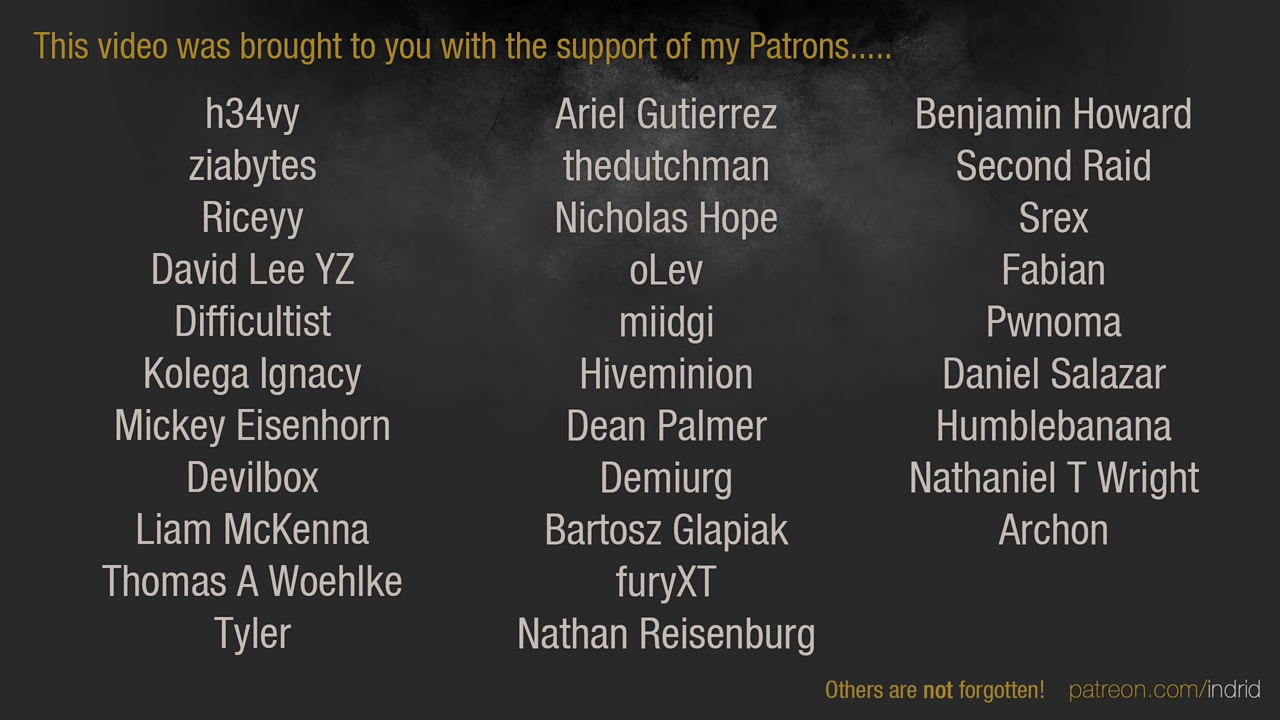 This video was brought to you with the support of my Patrons.....
h34vy
ziabytes
Riceyy
David Lee YZ
Difficultist
Kolega Ignacy
Mickey Eisenhorn
Devilbox
Liam McKenna
Thomas A Woehlke
Tyler
Ariel Gutierrez
thedutchman
Nicholas Hope
oLev
miidgi
Hiveminion
Dean Palmer
Demiurg
Bartosz Glapiak
furyXT
Nathan Reisenburg
Benjamin Howard
Second Raid
Srex
Fabian
Pwnoma
Daniel Salazar
Humblebanana
Nathaniel T Wright
Archon
Others are not forgotten! patreon.com/indrid